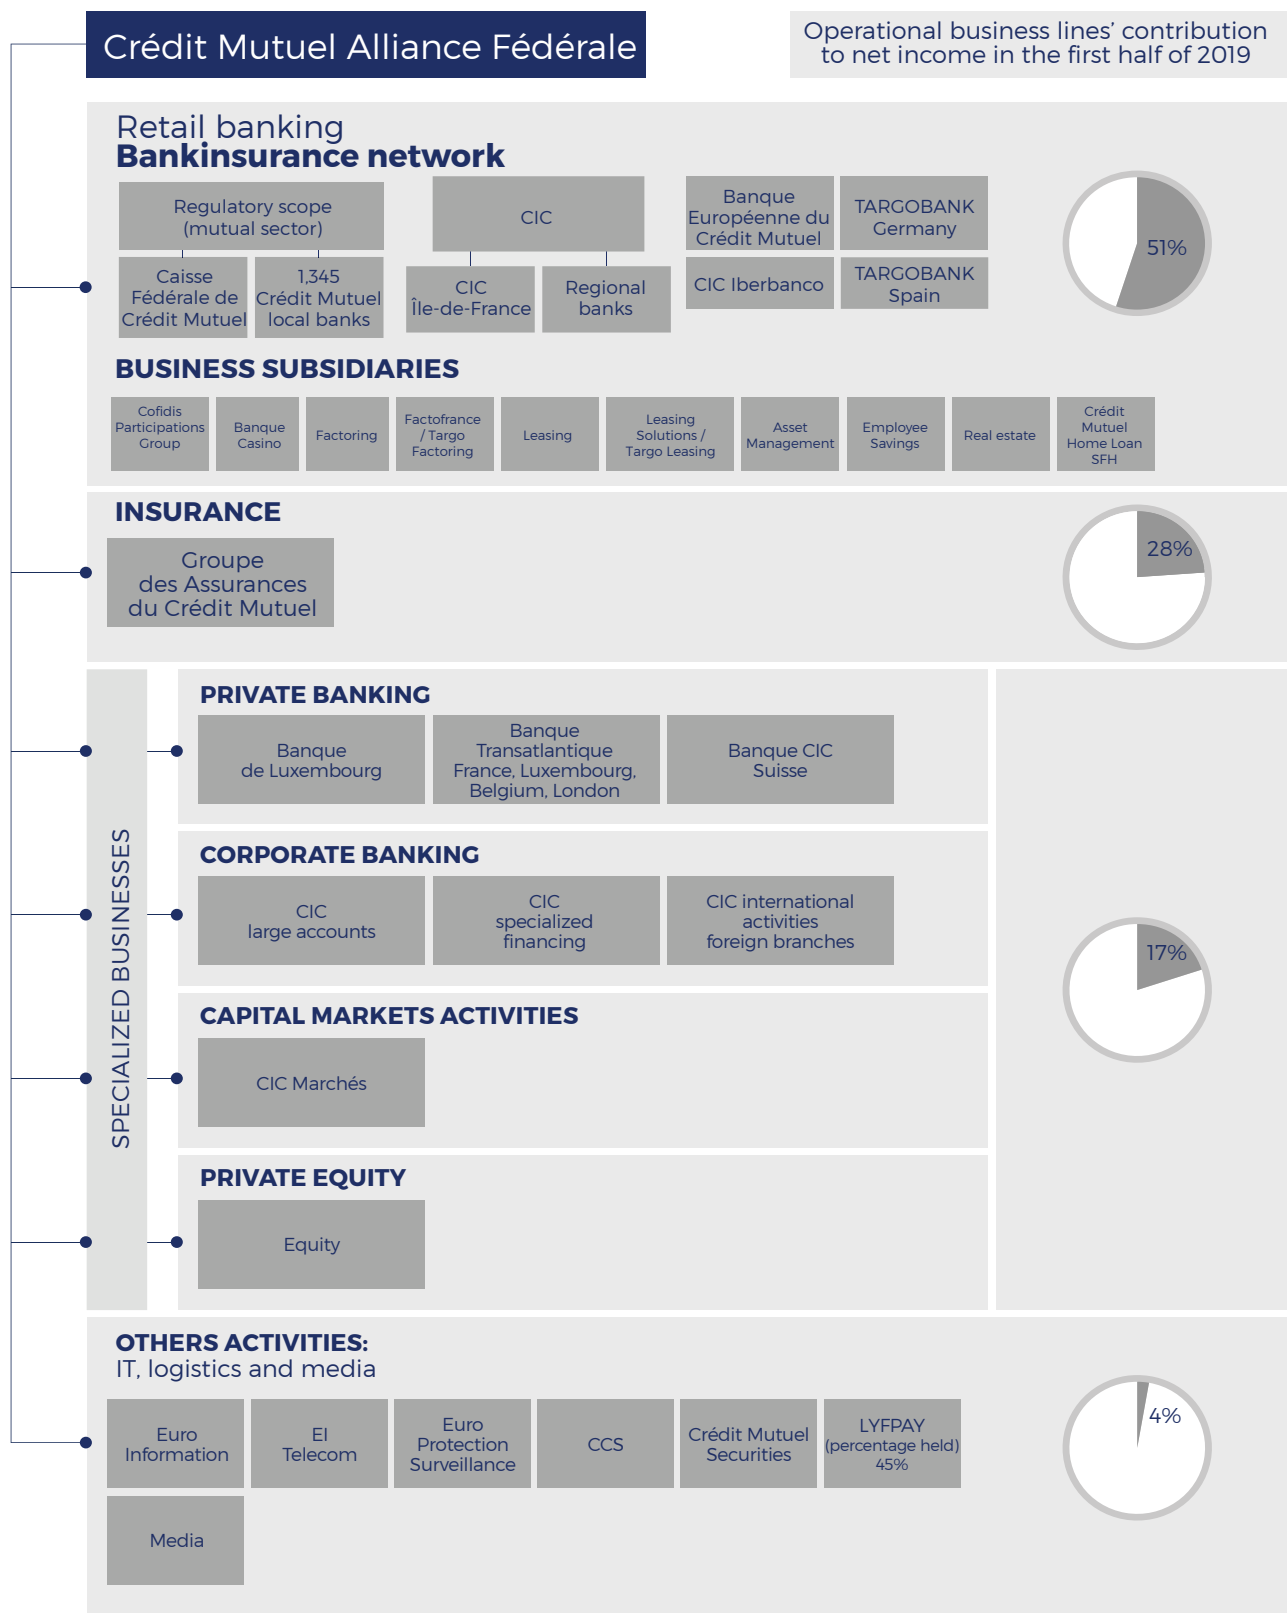 Crédit Mutuel Alliance Fédérale
Operational business lines’ contribution
to net income in the first half of 2019
Retail banking
Bankinsurance network
Regulatory scope
(mutual sector)
Caisse
Fédérale de
Crédit Mutuel
1,345
Crédit Mutuel
local banks
CIC
CIC
Île-de-France
Regional
banks
Banque
Européenne du
Crédit Mutuel
TARGOBANK
Germany
CIC Iberbanco
TARGOBANK
Spain
51%
BUSINESS SUBSIDIARIES
Cofidis
Participations
Group
Banque
Casino
Factoring
Factofrance
/ Targo
Factoring
Leasing
Leasing
Solutions /
Targo Leasing
Asset
Management
Employee
Savings
Real estate
Crédit
Mutuel
Home Loan
SFH
INSURANCE
Groupe
des Assurances
du Crédit Mutuel
28%
SPECIALIZED BUSINESSES
PRIVATE BANKING
Banque
de Luxembourg
Banque
Transatlantique
France, Luxembourg,
Belgium, London
Banque CIC
Suisse
CORPORATE BANKING
CIC
large accounts
CIC
specialized
financing
CIC international
activities
foreign branches
17%
CAPITAL MARKETS ACTIVITIES
CIC Marchés
PRIVATE EQUITY
Equity
OTHERS ACTIVITIES:
IT, logistics and media
Euro
Information
EI
Telecom
Euro
Protection
Surveillance
CCS
Crédit Mutuel
Securities
LYFPAY
(percentage held)
45%
Media
4%